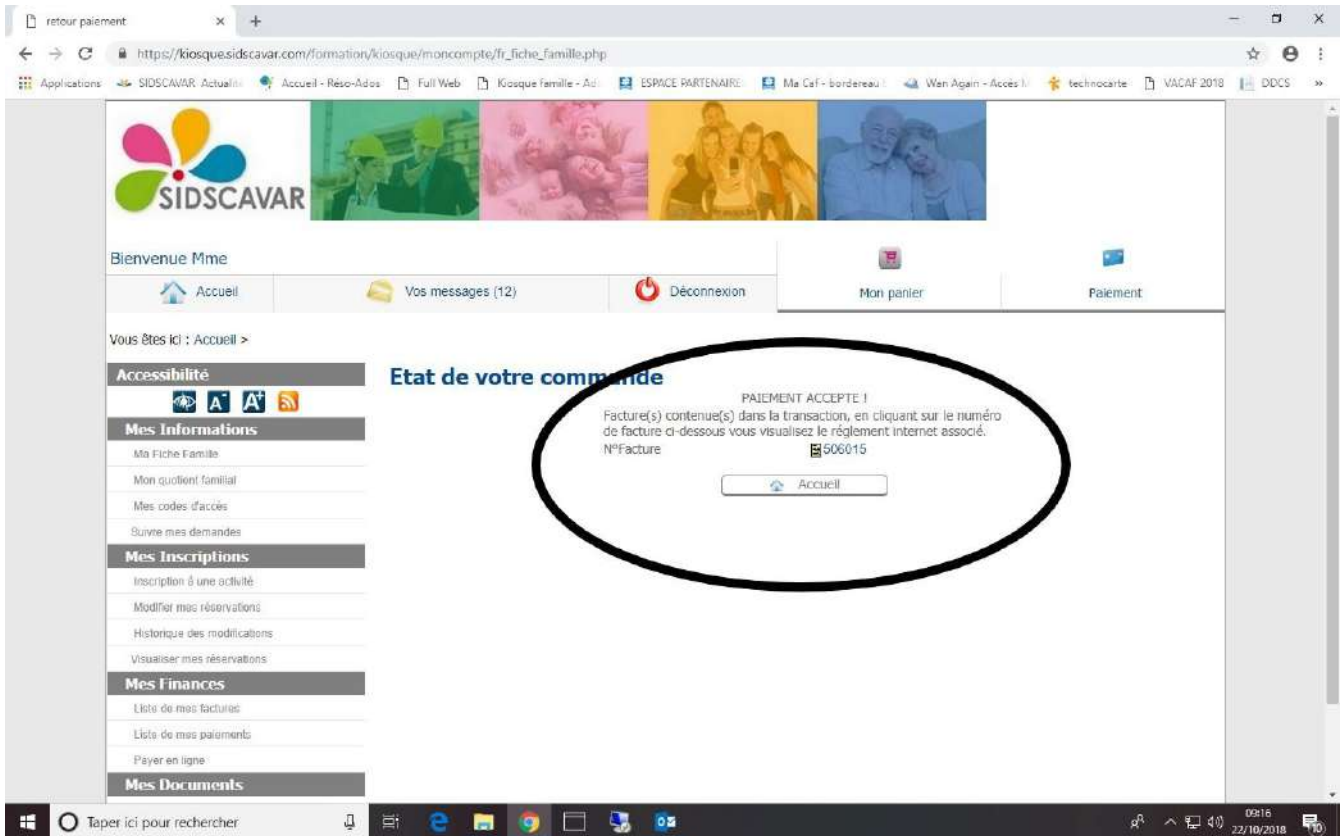 retour paiement
https://kiosque.sidscavar.com/formation/kiosque/moncompte/fr_fiche_famille.php
Applications SIDSCAVAR Actualité Accueil - Réso-Ados Full Web Kiosque famille - Ad ESPACE PARTENAIRE Ma Caf - bordereau Wan Again - Accès technocarte VACAF 2018 DDCS »
SIDSCAVAR
Bienvenue Mme
Accueil Vos messages (12) Déconnexion Mon panier Paiement
Vous êtes ici : Accueil >
Accessibilité
A- A+
Etat de votre commande
PAIEMENT ACCEPTE !
Facture(s) contenue(s) dans la transaction, en cliquant sur le numéro
de facture ci-dessous vous visualisez le réglement internet associé.
N°Facture 506015
Accueil
Mes Informations
Ma Fiche Famille
Mon quotient familial
Mes codes d'accès
Suivre mes demandes
Mes Inscriptions
Inscription à une activité
Modifier mes réservations
Historique des modifications
Visualiser mes réservations
Mes Finances
Liste de mes factures
Liste de mes paiements
Payer en ligne
Mes Documents
Taper ici pour rechercher
09:16
22/10/2018